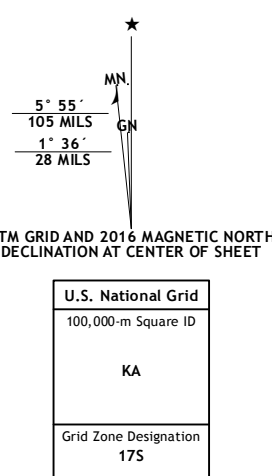 ★
MN.
5° 55´
105 MILS
GN
1° 36´
28 MILS
TM GRID AND 2016 MAGNETIC NORTH
DECLINATION AT CENTER OF SHEET
U.S. National Grid
100,000-m Square ID
KA
Grid Zone Designation
17S